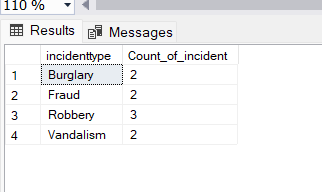 110 %
Results Messages
incidenttype Count_of_incident
1 Burglary 2
2 Fraud 2
3 Robbery 3
4 Vandalism 2